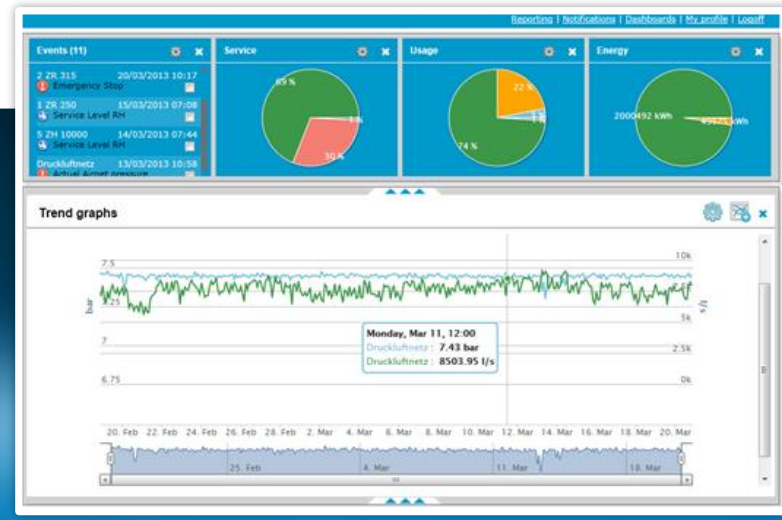 Reporting | Notifications | Dashboards | My profile | Logoff
Events (11)
Service
Usage
Energy
2 ZR 315 20/03/2013 10:17
Emergency Stop
1 ZR 250 15/03/2013 07:08
Service Level RH
5 ZH 10000 14/03/2013 07:44
Service Level RH
Druckluftnetz 13/03/2013 10:58
Actual Airnet pressure
69 %
1 %
30 %
22 %
74 %
2000492 kWh
kWh
Trend graphs
7.5
7.25
7
6.75
bar
10k
5k
2.5k
0k
l/s
Monday, Mar 11, 12:00
Druckluftnetz : 7.43 bar
Druckluftnetz : 8503.95 l/s
20. Feb 22. Feb 24. Feb 26. Feb 28. Feb 2. Mar 4. Mar 6. Mar 8. Mar 10. Mar 12. Mar 14. Mar 16. Mar 18. Mar 20. Mar
25. Feb 4. Mar 11. Mar 18. Mar